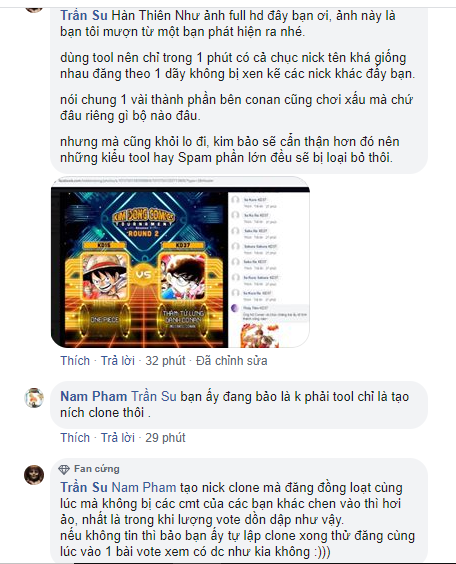 Trần Su Hàn Thiên Như ảnh full hd đây bạn ơi, ảnh này là
bạn tôi mượn từ một bạn phát hiện ra nhé.
dùng tool nên chỉ trong 1 phút có cả chục nick tên khá giống
nhau đăng theo 1 dãy không bị xen kẽ các nick khác đấy bạn.
nói chung 1 vài thành phần bên conan cũng chơi xấu mà chứ
đâu riêng gì bộ nào đâu.
nhưng mà cũng khỏi lo đi, kim bảo sẽ cẩn thận hơn đó nên
những kiểu tool hay Spam phần lớn đều sẽ bị loại bỏ thôi.
KIM DONG COMICS
TOURNAMENT
ROUND 2
KD15
KD37
VS
ONE PIECE
THÁM TỬ LỪNG
DANH CONAN
Thích · Trả lời · 32 phút · Đã chỉnh sửa
Nam Pham Trần Su bạn ấy đang bảo là k phải tool chỉ là tạo
ních clone thôi .
Thích · Trả lời · 29 phút
Fan cứng
Trần Su Nam Pham tạo nick clone mà đăng đồng loạt cùng
lúc mà không bị các cmt của các bạn khác chen vào thì hơi
ảo, nhất là trong khi lượng vote dồn dập như vậy.
nếu không tin thì bảo bạn ấy tự lập clone xong thử đăng cùng
lúc vào 1 bài vote xem có dc như kia không :)))